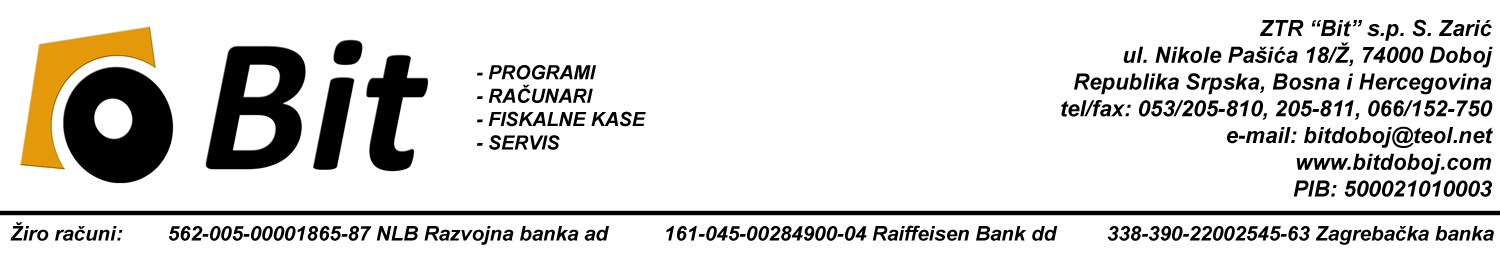 Bit
- PROGRAMI
- RAČUNARI
- FISKALNE KASE
- SERVIS
ZTR “Bit” s.p. S. Zarić
ul. Nikole Pašića 18/Ž, 74000 Doboj
Republika Srpska, Bosna i Hercegovina
tel/fax: 053/205-810, 205-811, 066/152-750
e-mail: bitdoboj@teol.net
www.bitdoboj.com
PIB: 500021010003
Žiro računi: 562-005-00001865-87 NLB Razvojna banka ad 161-045-00284900-04 Raiffeisen Bank dd 338-390-22002545-63 Zagrebačka banka